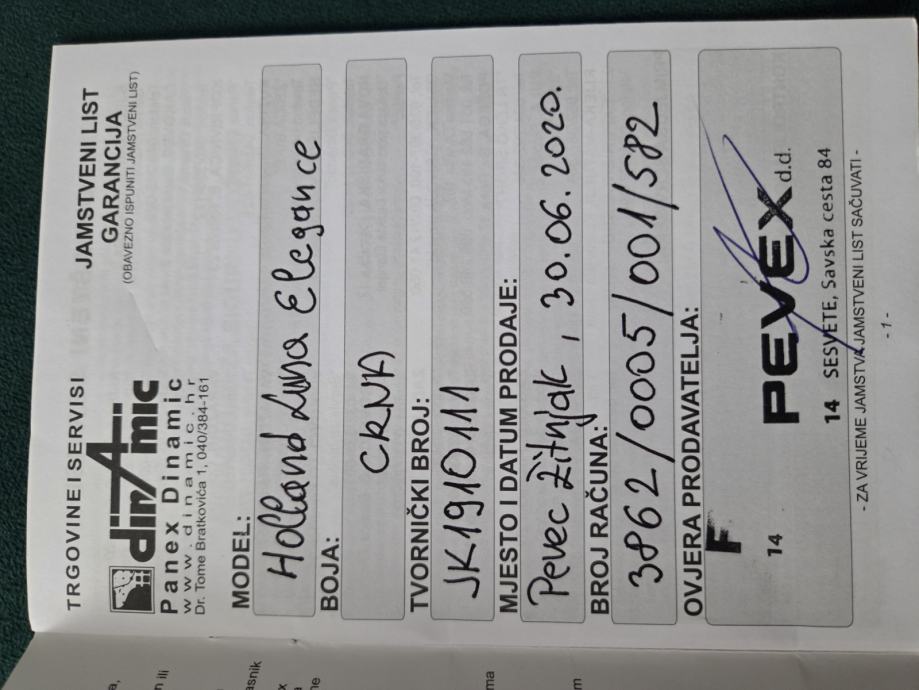 TRGOVINE I SERVISI
dinAmic
Panex Dinamic
www.dinamic.hr
Dr. Tome Bratkovića 1, 040/384-161
JAMSTVENI LIST
GARANCIJA
(OBAVEZNO ISPUNITI JAMSTVENI LIST)
MODEL:
Holland Luna Elegance
BOJA:
CRNA
TVORNIČKI BROJ:
JK1910111
MJESTO I DATUM PRODAJE:
Pevec Žitnjak, 30.06.2020.
BROJ RAČUNA:
3862/0005/001/582
OVJERA PRODAVATELJA:
F
14
PEVEX d.d.
14 SESVETE, Savska cesta 84
- ZA VRIJEME JAMSTVA JAMSTVENI LIST SAČUVATI -
- 1 -